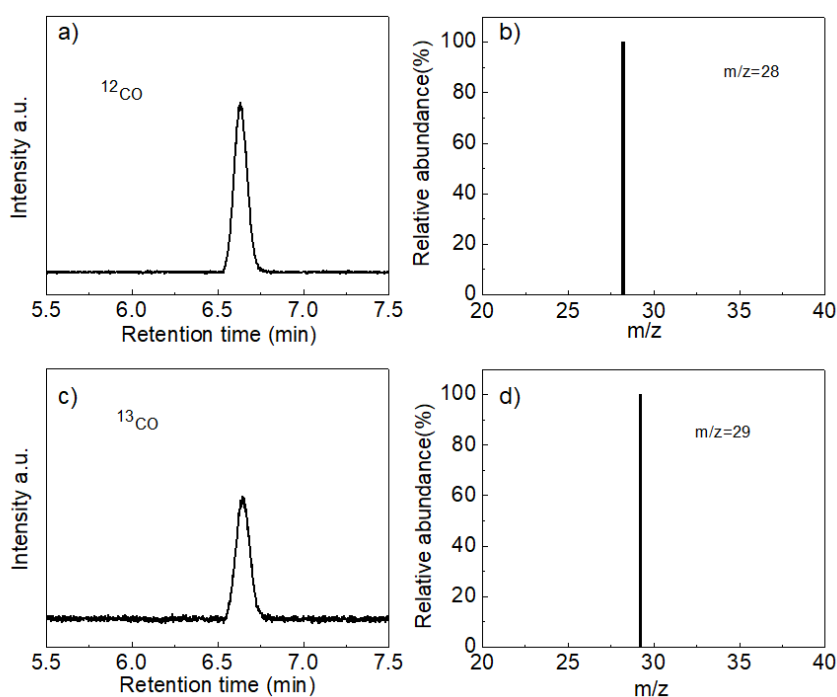 a)
¹²CO
Intensity a.u.
5.5 6.0 6.5 7.0 7.5
Retention time (min)
b)
m/z=28
Relative abundance(%)
100
80
60
40
20
0
20 25 30 35 40
m/z
c)
¹³CO
Intensity a.u.
5.5 6.0 6.5 7.0 7.5
Retention time (min)
d)
m/z=29
Relative abundance(%)
100
80
60
40
20
0
20 25 30 35 40
m/z